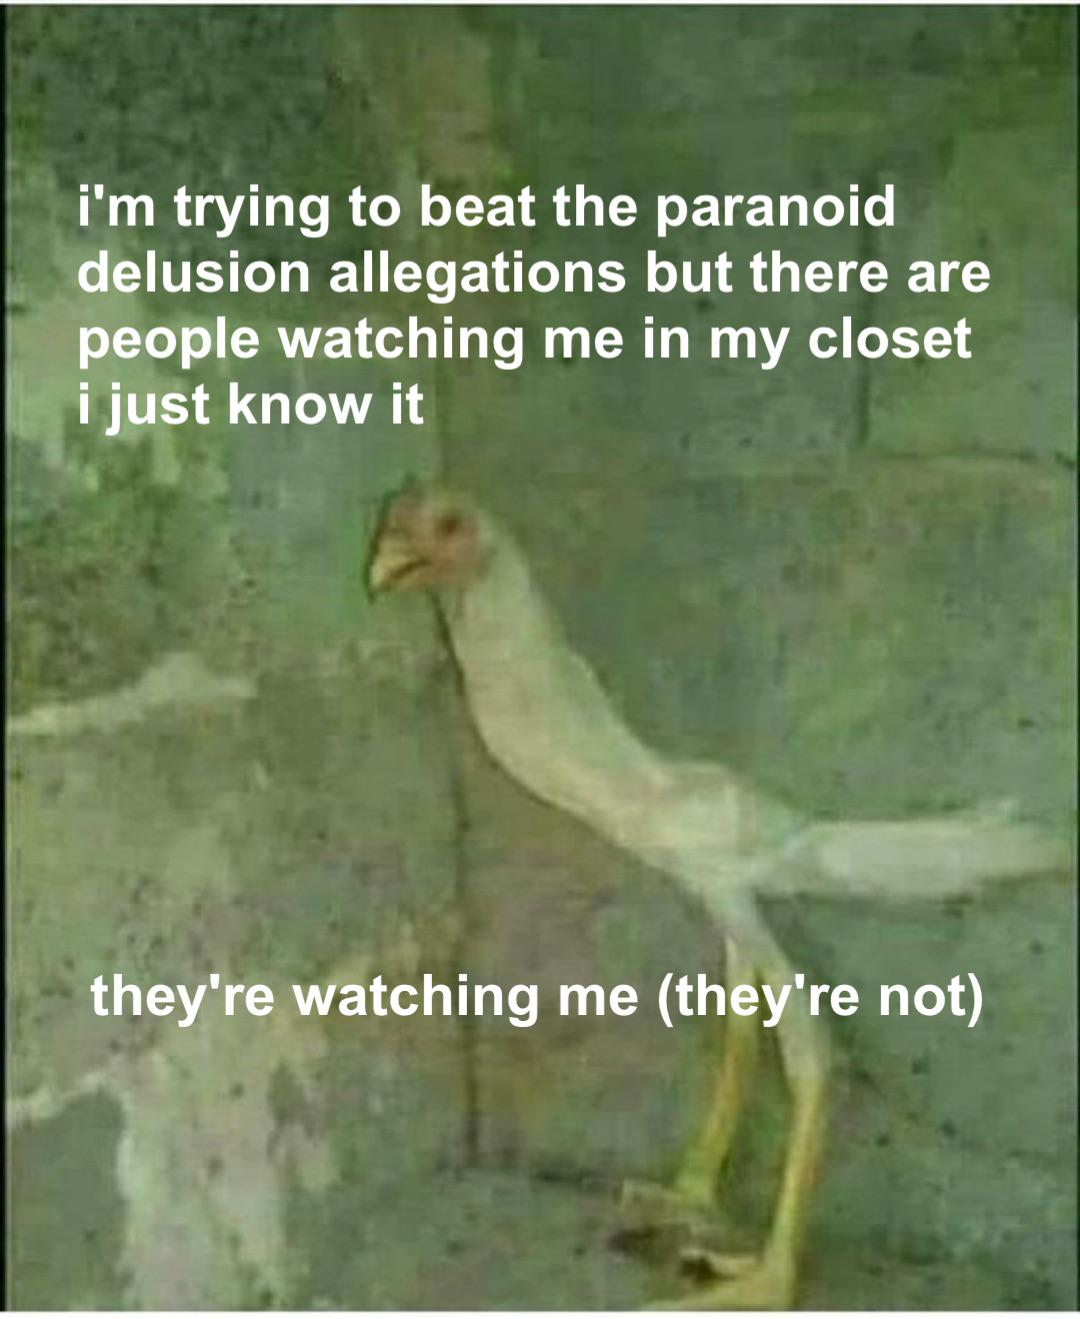 i'm trying to beat the paranoid
delusion allegations but there are
people watching me in my closet
i just know it
they're watching me (they're not)